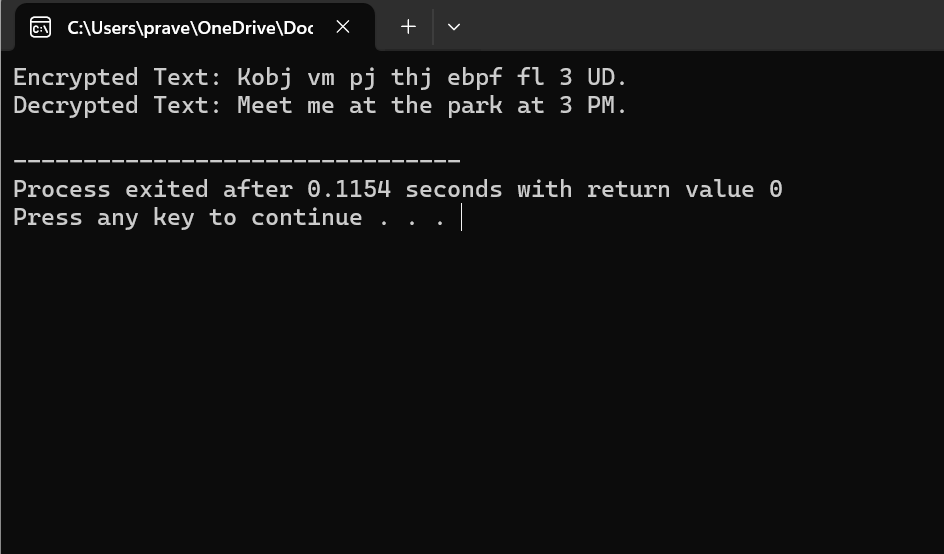 C:\Users\prave\OneDrive\Doc
Encrypted Text: Kobj vm pj thj ebpf fl 3 UD.
Decrypted Text: Meet me at the park at 3 PM.
--------------------------------
Process exited after 0.1154 seconds with return value 0
Press any key to continue . . .